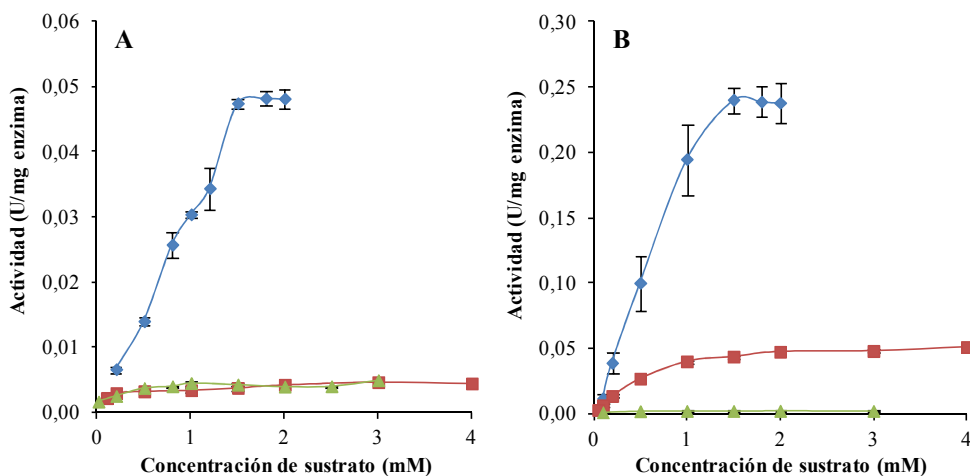 A
Actividad (U/mg enzima)
0,06
0,05
0,04
0,03
0,02
0,01
0,00
0 1 2 3 4
Concentración de sustrato (mM)
B
Actividad (U/mg enzima)
0,30
0,25
0,20
0,15
0,10
0,05
0,00
0 1 2 3 4
Concentración de sustrato (mM)